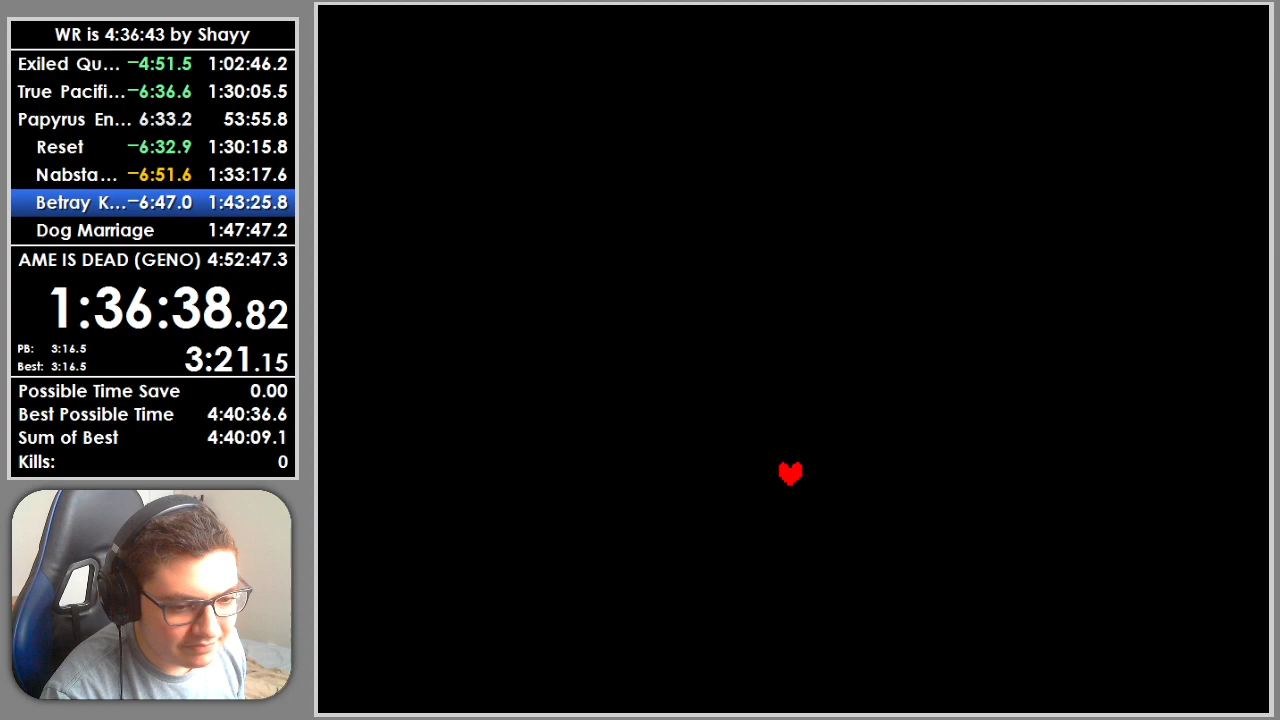 WR is 4:36:43 by Shayy
Exiled Qu... −4:51.5 1:02:46.2
True Pacifi... −6:36.6 1:30:05.5
Papyrus En... 6:33.2 53:55.8
Reset −6:32.9 1:30:15.8
Nabsta... −6:51.6 1:33:17.6
Betray K... −6:47.0 1:43:25.8
Dog Marriage 1:47:47.2
AME IS DEAD (GENO) 4:52:47.3
1:36:38.82
PB: 3:16.5
Best: 3:16.5
3:21.15
Possible Time Save 0.00
Best Possible Time 4:40:36.6
Sum of Best 4:40:09.1
Kills: 0